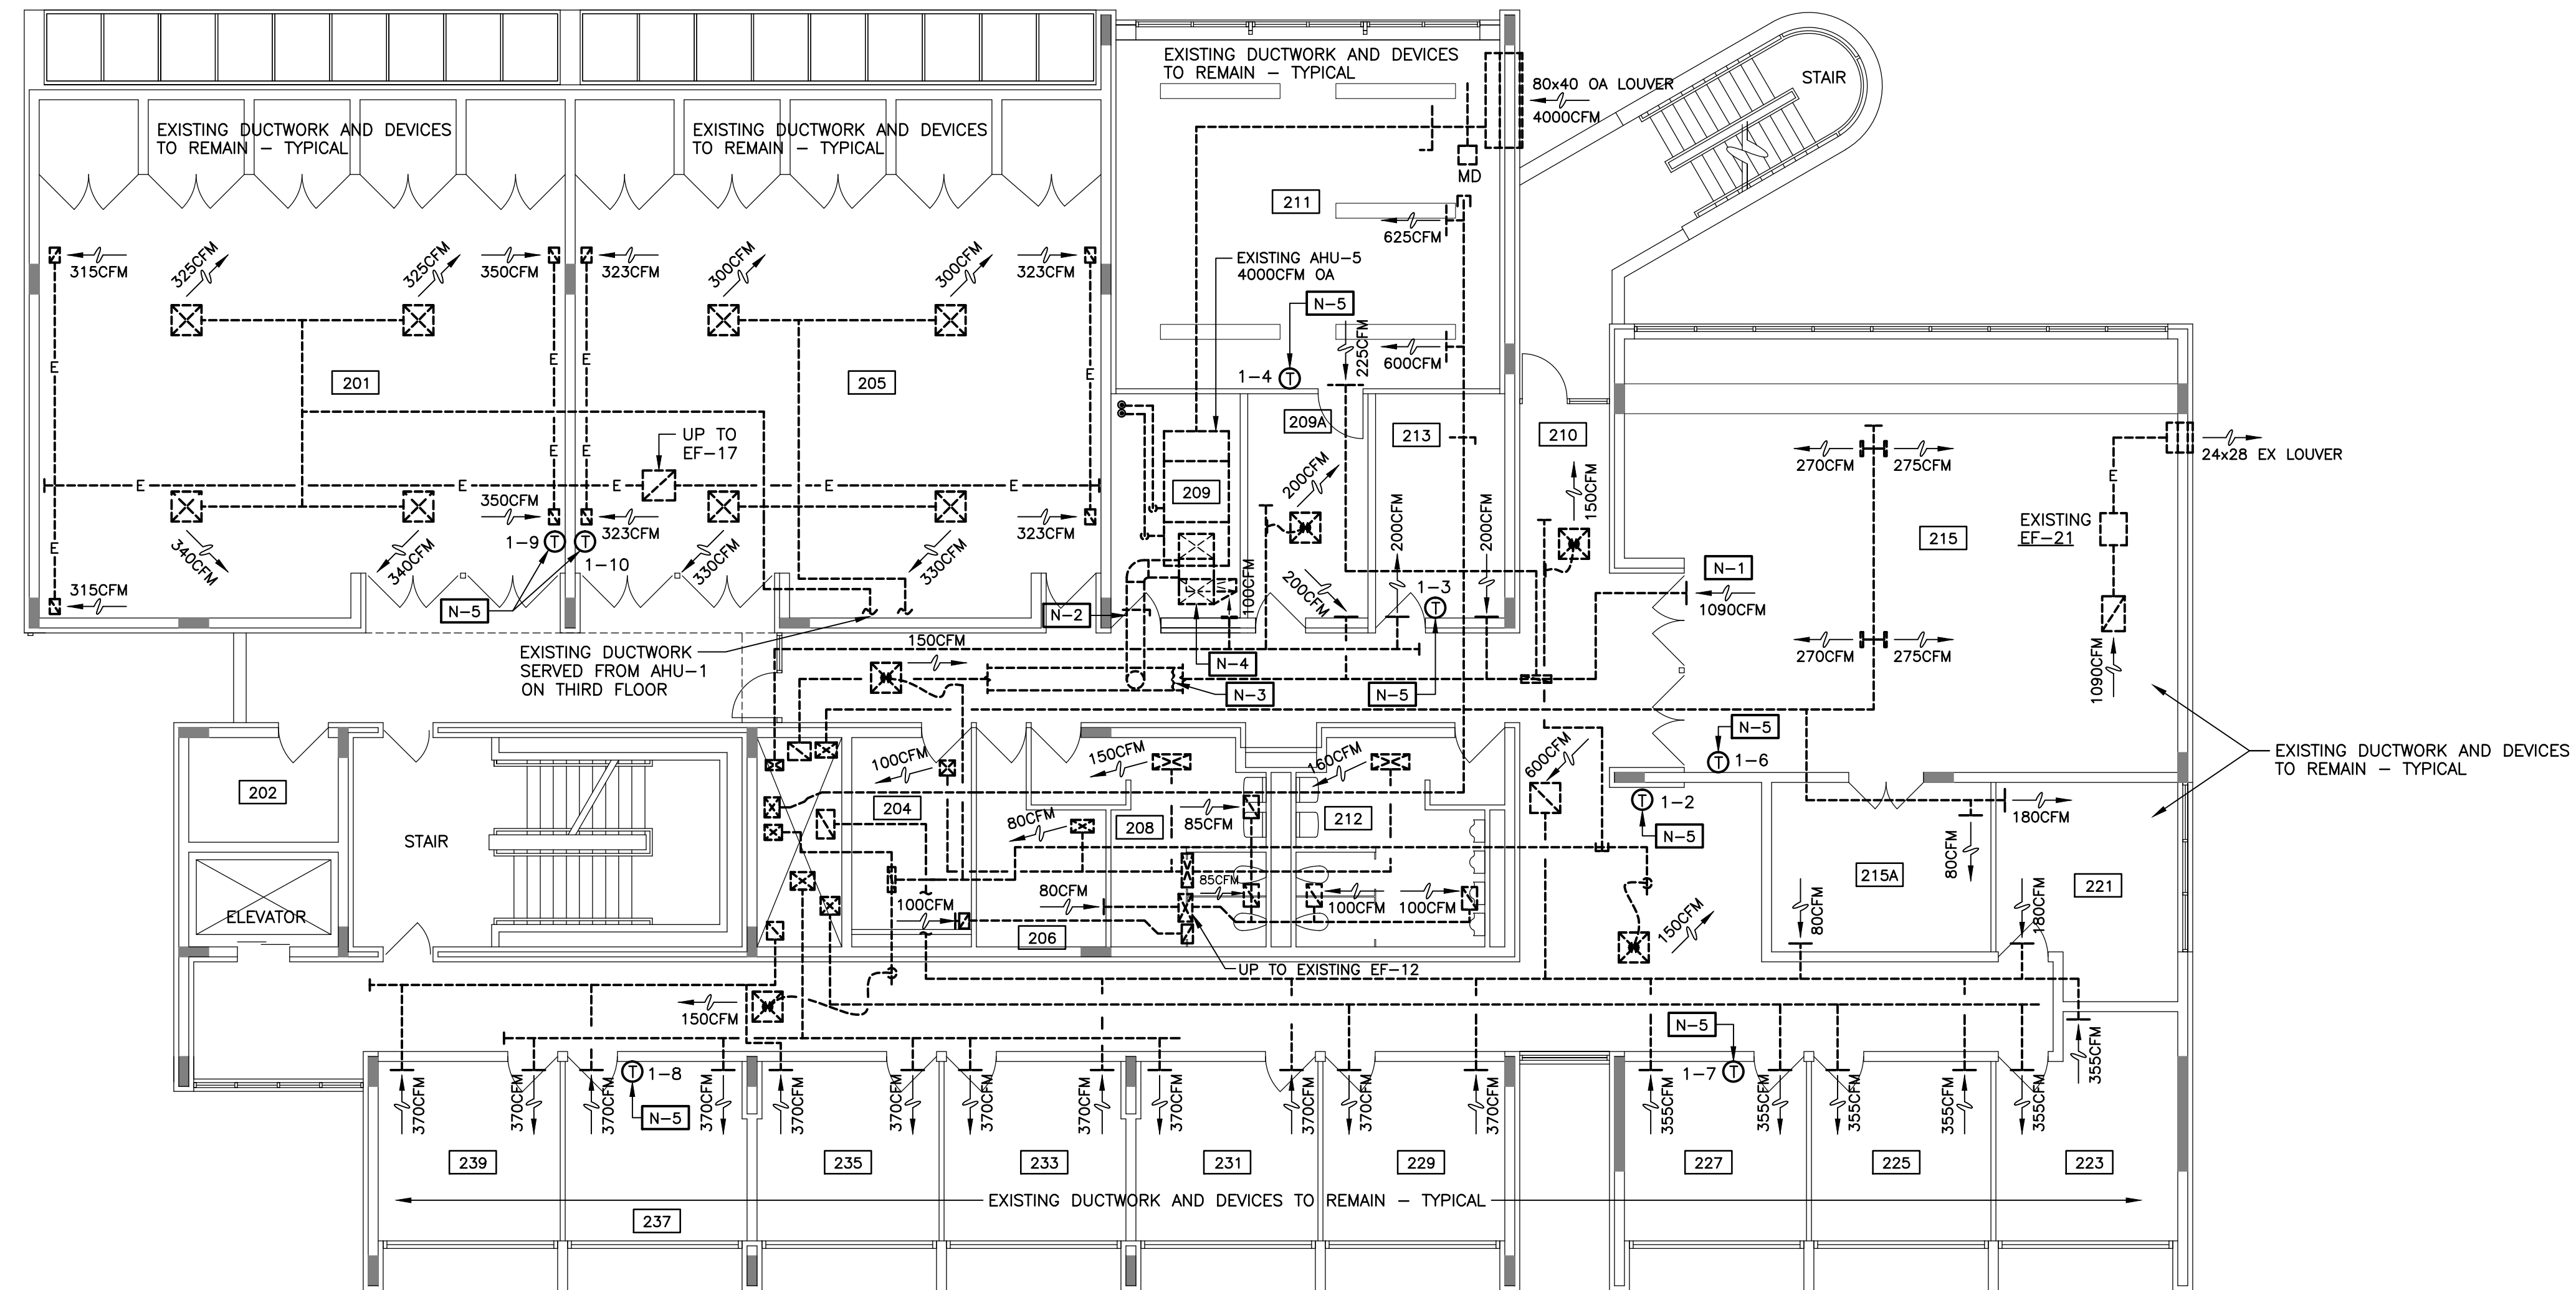 EXISTING DUCTWORK AND DEVICES
TO REMAIN – TYPICAL
STAIR
80x40 OA LOUVER
4000CFM
EXISTING DUCTWORK AND DEVICES
TO REMAIN – TYPICAL
EXISTING DUCTWORK AND DEVICES
TO REMAIN – TYPICAL
MD
211
625CFM
315CFM
325CFM
325CFM
350CFM
323CFM
300CFM
300CFM
323CFM
EXISTING AHU-5
4000CFM OA
N-5
225CFM
600CFM
1-4
E
E
E
E
201
205
209A
213
210
E
E
UP TO
EF-17
270CFM
275CFM
24x28 EX LOUVER
E
E
E
E
E
E
209
200CFM
200CFM
200CFM
150CFM
EXISTING
EF-21
215
350CFM
323CFM
323CFM
1-9
1-10
E
340CFM
340CFM
330CFM
330CFM
315CFM
N-5
N-2
100CFM
200CFM
1-3
N-1
1090CFM
150CFM
EXISTING DUCTWORK
SERVED FROM AHU-1
ON THIRD FLOOR
N-4
N-3
N-5
270CFM
275CFM
1090CFM
N-5
1-6
EXISTING DUCTWORK AND DEVICES
TO REMAIN – TYPICAL
202
STAIR
ELEVATOR
100CFM
204
150CFM
160CFM
600CFM
80CFM
208
85CFM
212
1-2
N-5
180CFM
80CFM
215A
221
85CFM
80CFM
100CFM
100CFM
100CFM
206
150CFM
80CFM
180CFM
UP TO EXISTING EF-12
150CFM
N-5
1-8
N-5
1-7
370CFM
370CFM
370CFM
370CFM
370CFM
370CFM
370CFM
370CFM
370CFM
370CFM
370CFM
370CFM
355CFM
355CFM
355CFM
355CFM
355CFM
355CFM
239
235
233
231
229
227
225
223
EXISTING DUCTWORK AND DEVICES TO REMAIN – TYPICAL
237